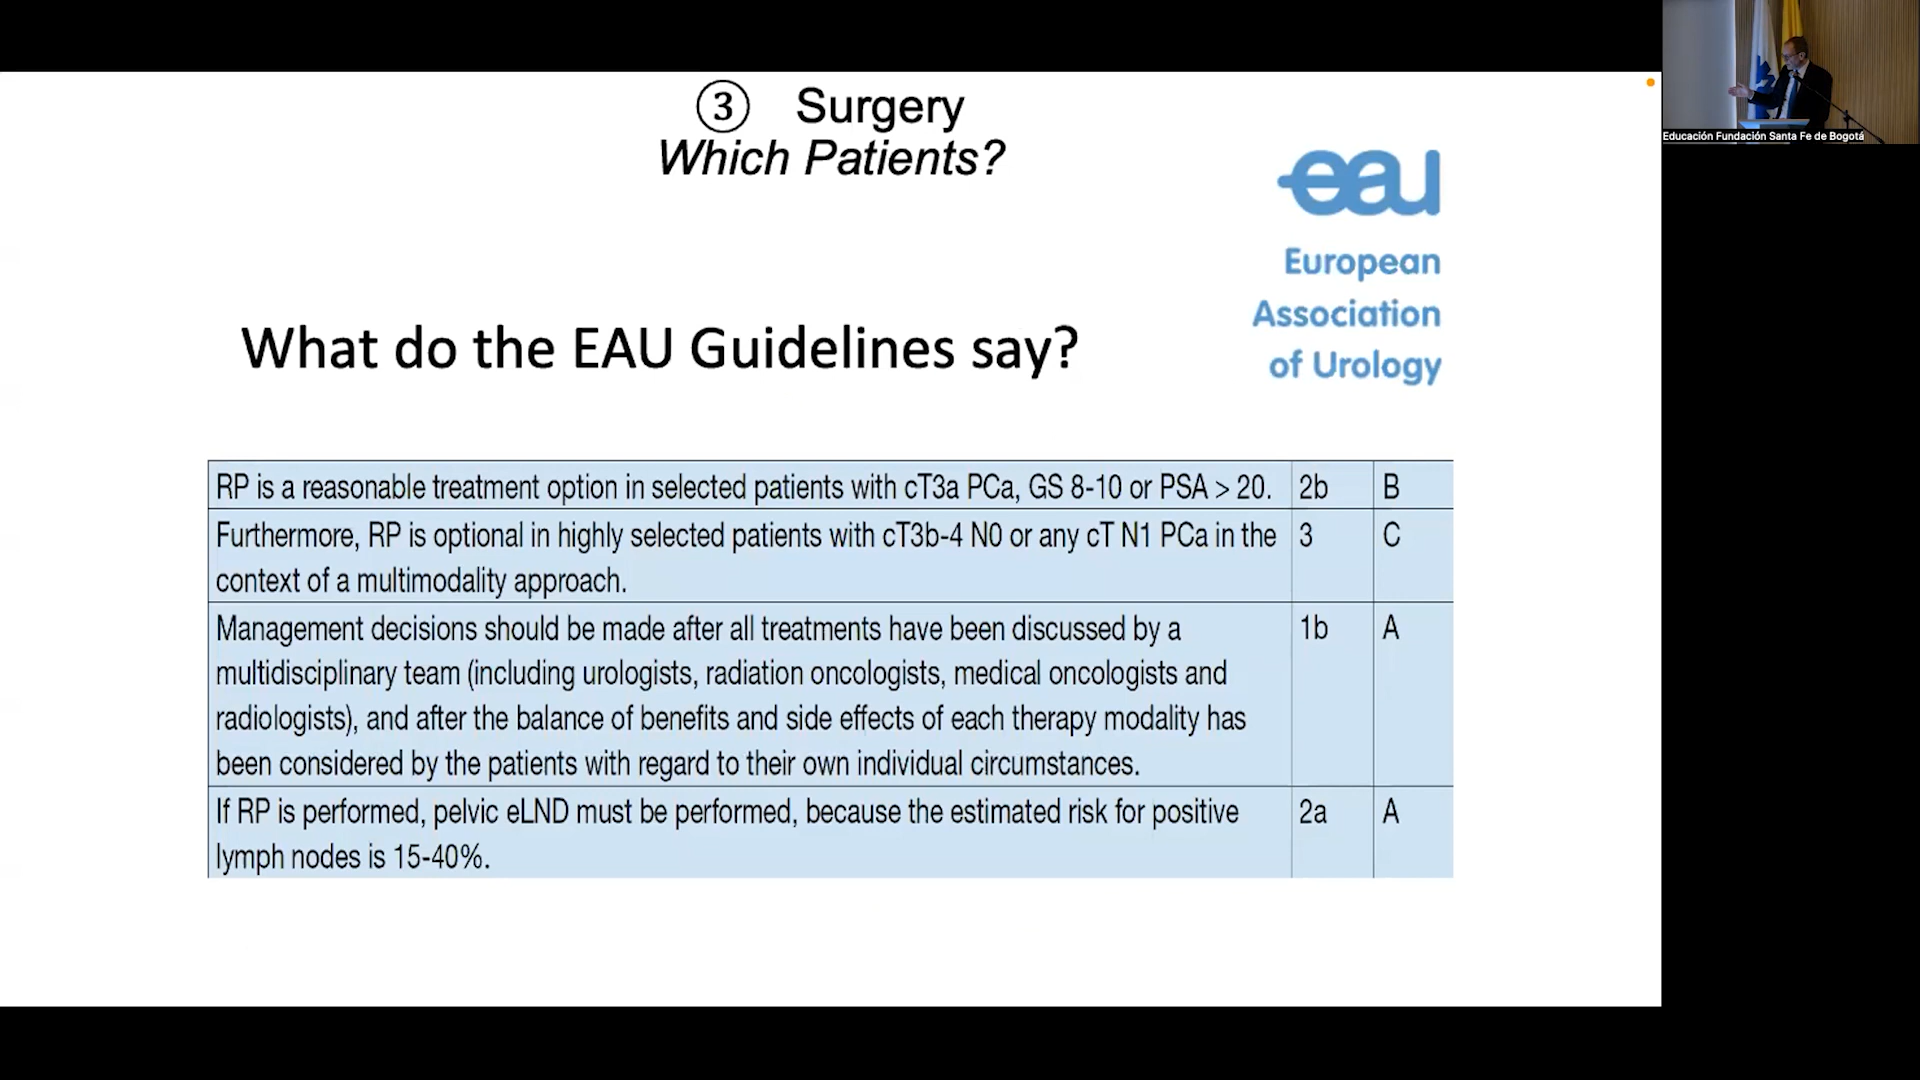 ③ Surgery
Which Patients?
eau
European
Association
of Urology
What do the EAU Guidelines say?
RP is a reasonable treatment option in selected patients with cT3a PCa, GS 8-10 or PSA > 20. 2b B
Furthermore, RP is optional in highly selected patients with cT3b-4 N0 or any cT N1 PCa in the 3 C
context of a multimodality approach.
Management decisions should be made after all treatments have been discussed by a 1b A
multidisciplinary team (including urologists, radiation oncologists, medical oncologists and
radiologists), and after the balance of benefits and side effects of each therapy modality has
been considered by the patients with regard to their own individual circumstances.
If RP is performed, pelvic eLND must be performed, because the estimated risk for positive 2a A
lymph nodes is 15-40%.
Educación Fundación Santa Fe de Bogotá